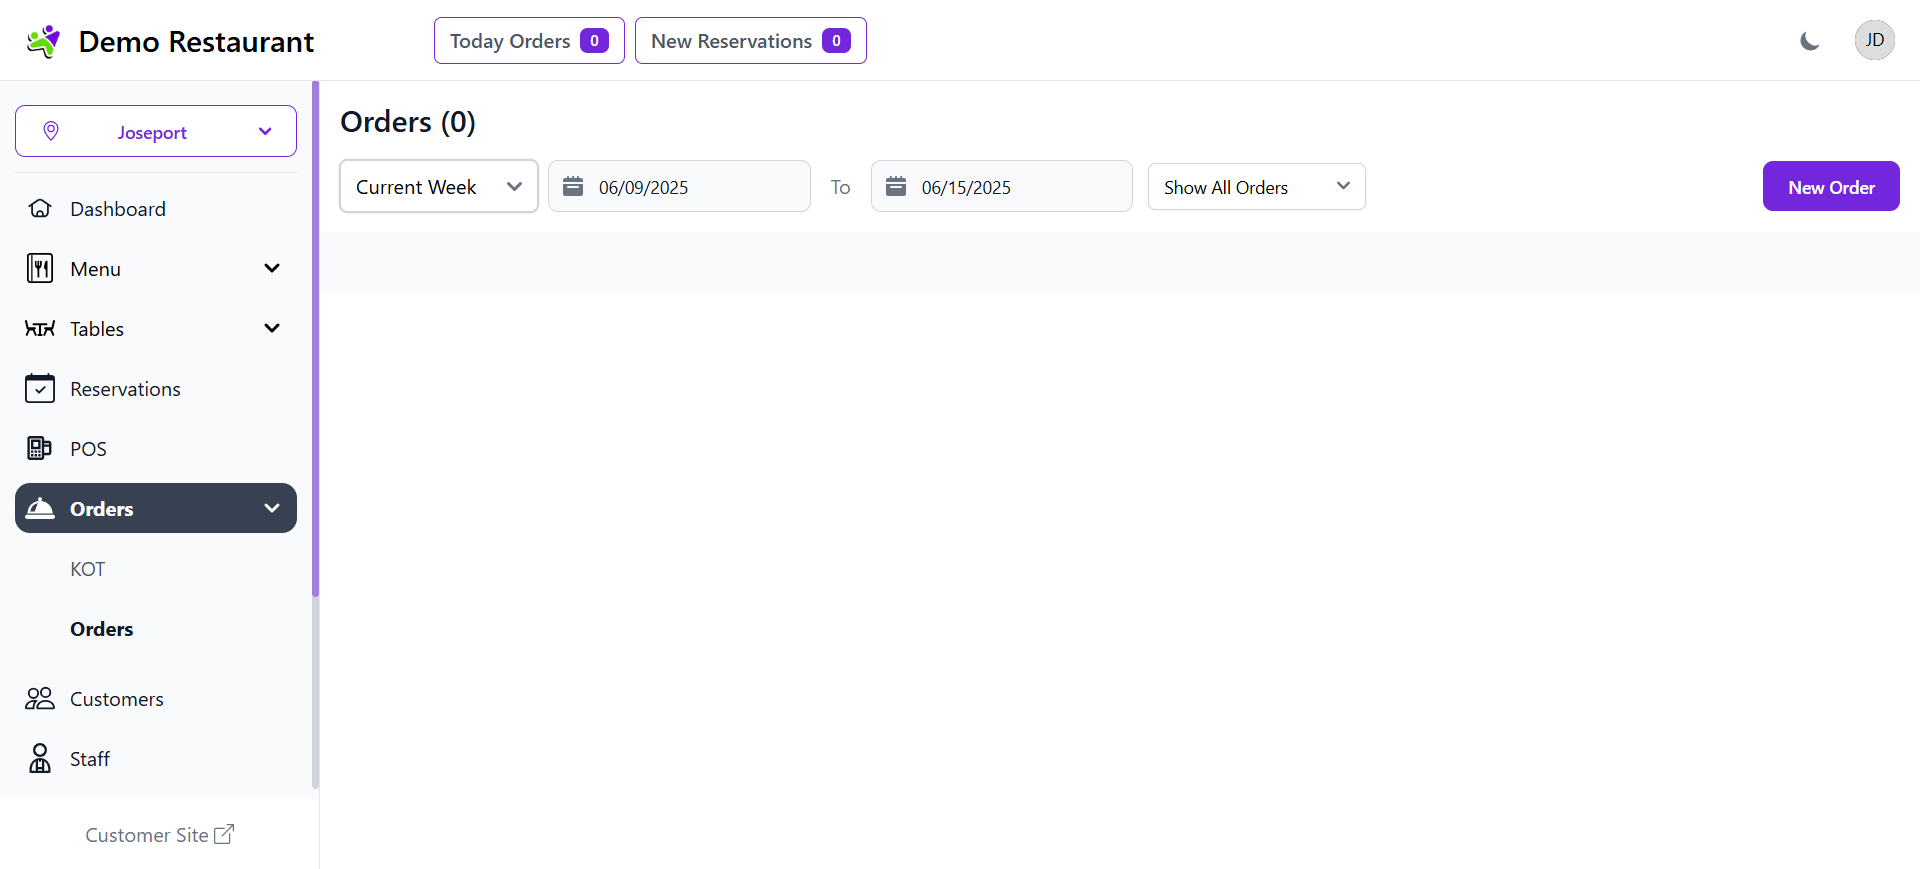 Demo Restaurant
Today Orders 0
New Reservations 0
JD
Joseport
Dashboard
Menu
Tables
Reservations
POS
Orders
KOT
Orders
Customers
Staff
Customer Site
Orders (0)
Current Week
06/09/2025
To
06/15/2025
Show All Orders
New Order